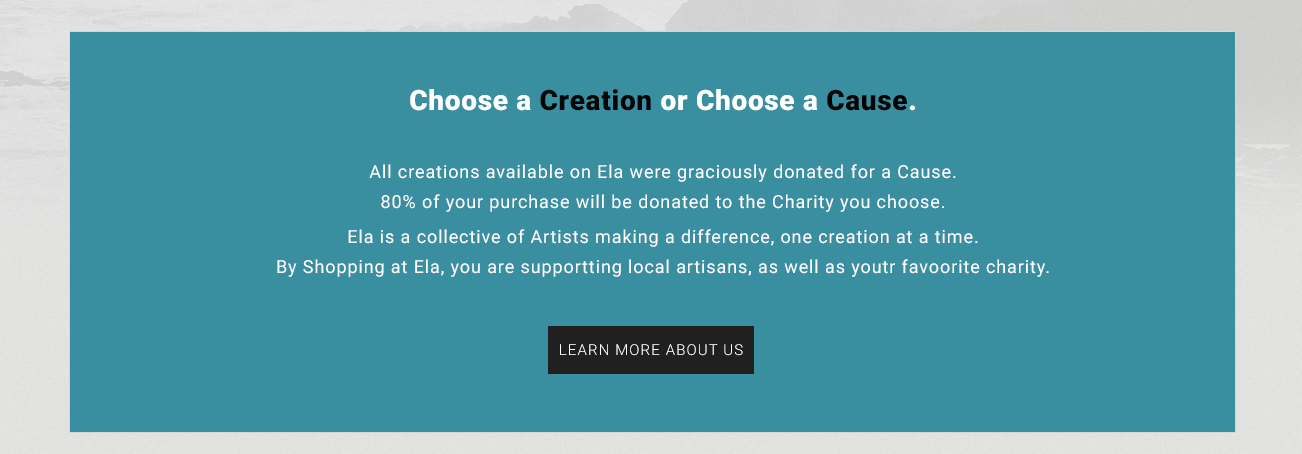 Choose a Creation or Choose a Cause.
All creations available on Ela were graciously donated for a Cause.
80% of your purchase will be donated to the Charity you choose.
Ela is a collective of Artists making a difference, one creation at a time.
By Shopping at Ela, you are supportting local artisans, as well as youtr favoorite charity.
LEARN MORE ABOUT US